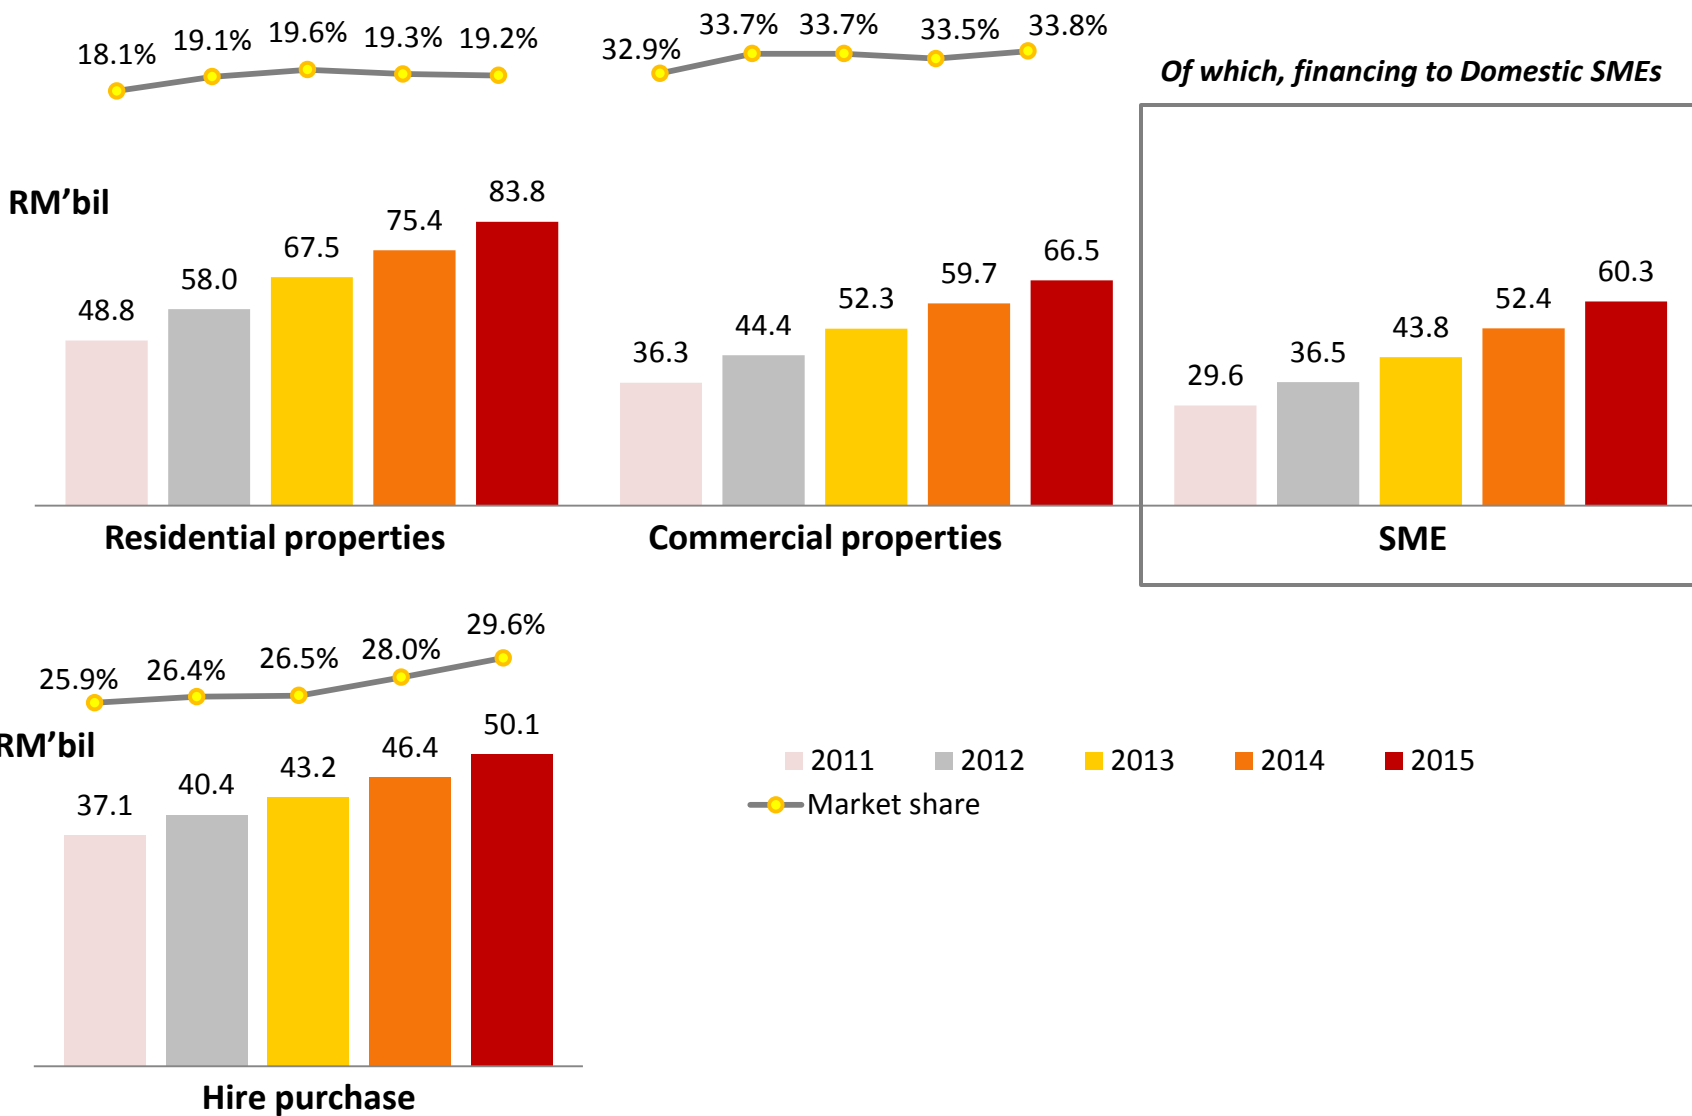 18.1% 19.1% 19.6% 19.3% 19.2%
32.9% 33.7% 33.7% 33.5% 33.8%
Of which, financing to Domestic SMEs
RM’bil
48.8 58.0 67.5 75.4 83.8
36.3 44.4 52.3 59.7 66.5
29.6 36.5 43.8 52.4 60.3
Residential properties
Commercial properties
SME
25.9% 26.4% 26.5% 28.0% 29.6%
RM’bil
37.1 40.4 43.2 46.4 50.1
2011 2012 2013 2014 2015
Market share
Hire purchase